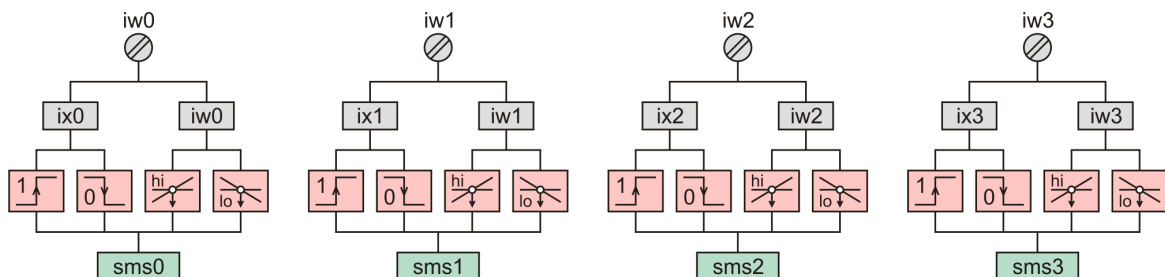 iw0 iw1 iw2 iw3
ix0 iw0 ix1 iw1 ix2 iw2 ix3 iw3
1 0 hi lo 1 0 hi lo 1 0 hi lo 1 0 hi lo
sms0 sms1 sms2 sms3